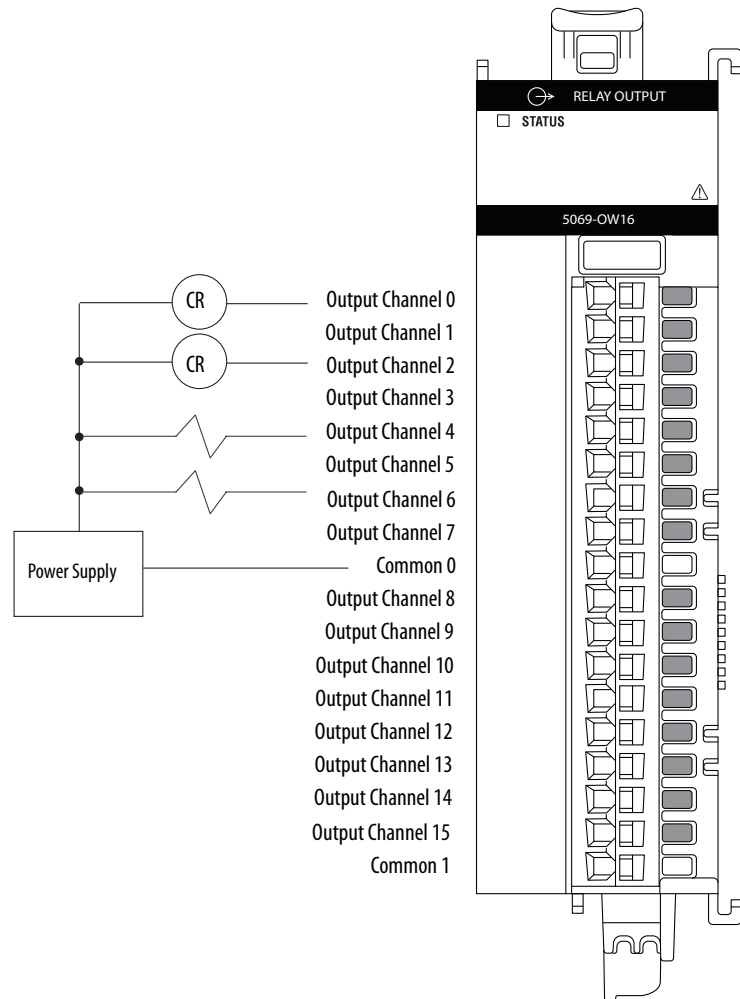 RELAY OUTPUT
STATUS
5069-OW16
CR
Output Channel 0
Output Channel 1
CR
Output Channel 2
Output Channel 3
Output Channel 4
Output Channel 5
Output Channel 6
Output Channel 7
Power Supply
Common 0
Output Channel 8
Output Channel 9
Output Channel 10
Output Channel 11
Output Channel 12
Output Channel 13
Output Channel 14
Output Channel 15
Common 1